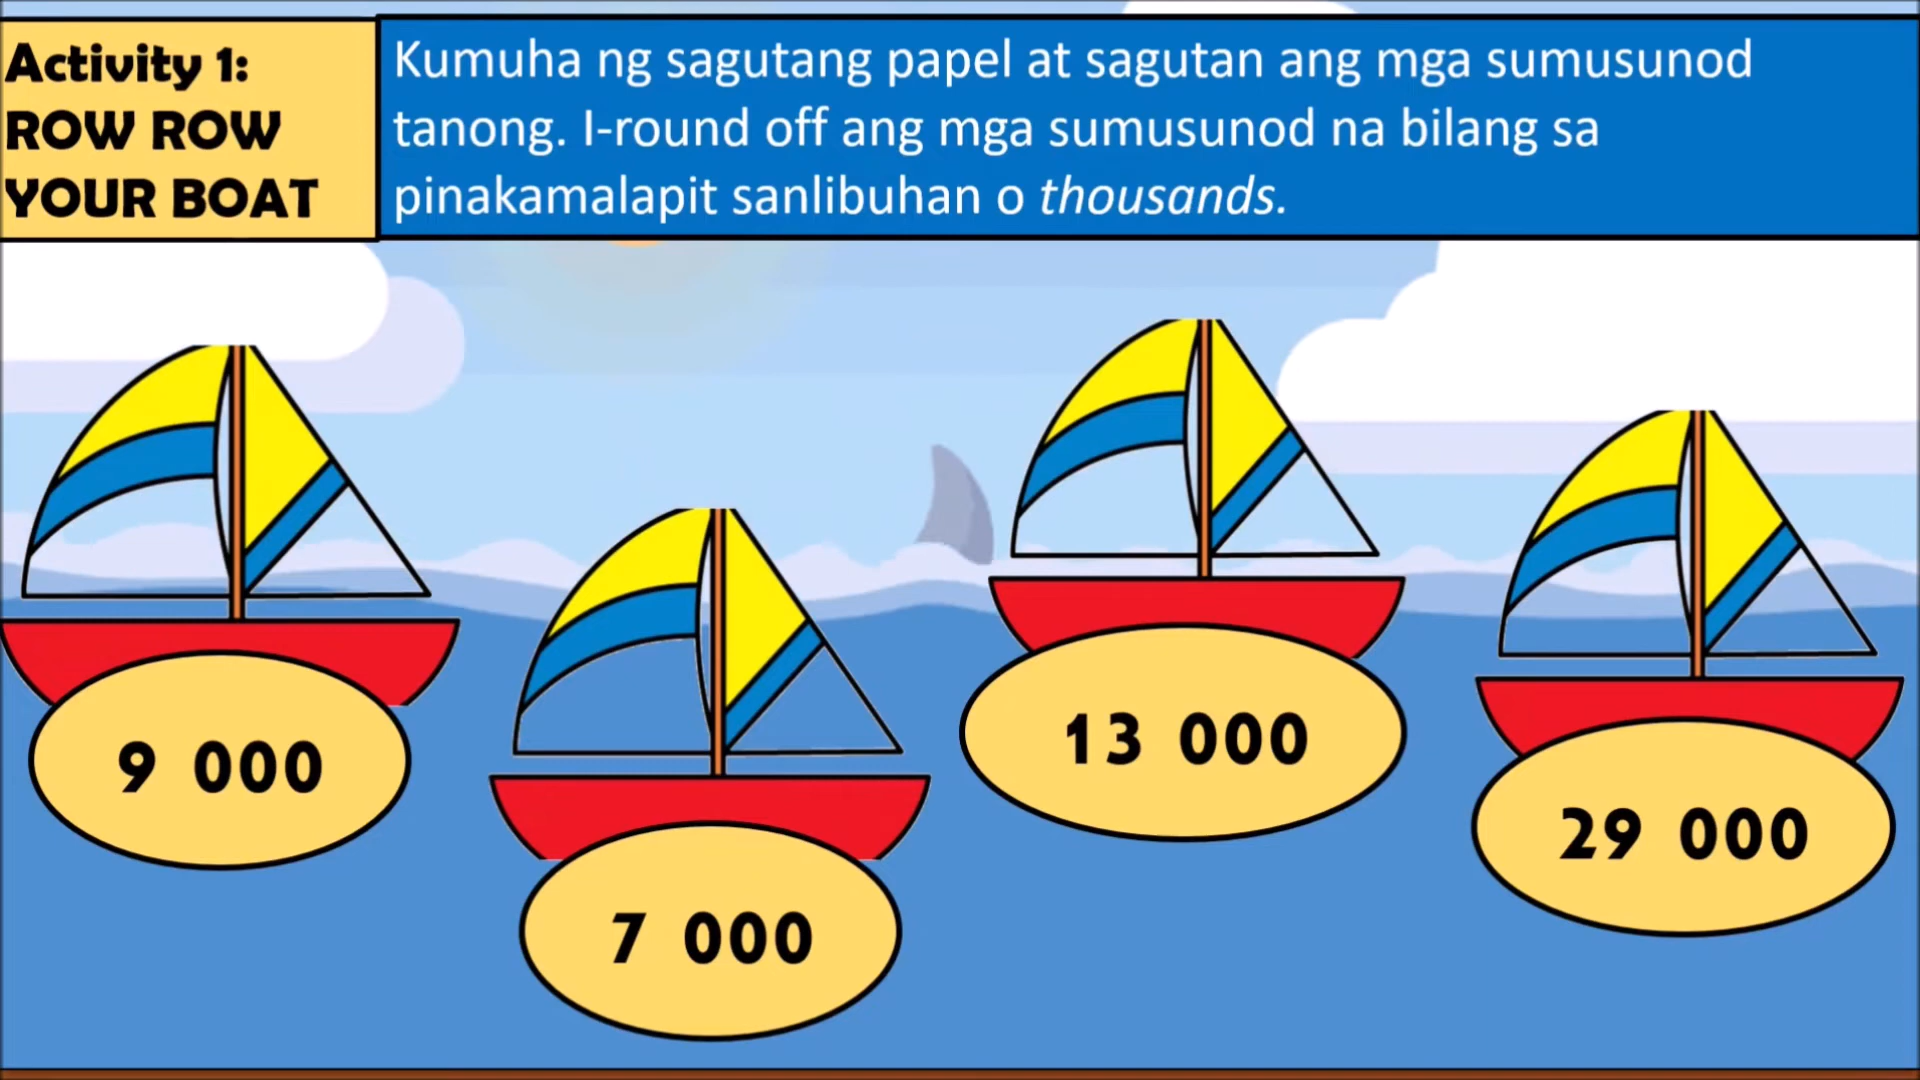 Activity 1:
ROW ROW
YOUR BOAT
Kumuha ng sagutang papel at sagutan ang mga sumusunod
tanong. I-round off ang mga sumusunod na bilang sa
pinakamalapit sanlibuhan o thousands.
9 000
7 000
13 000
29 000